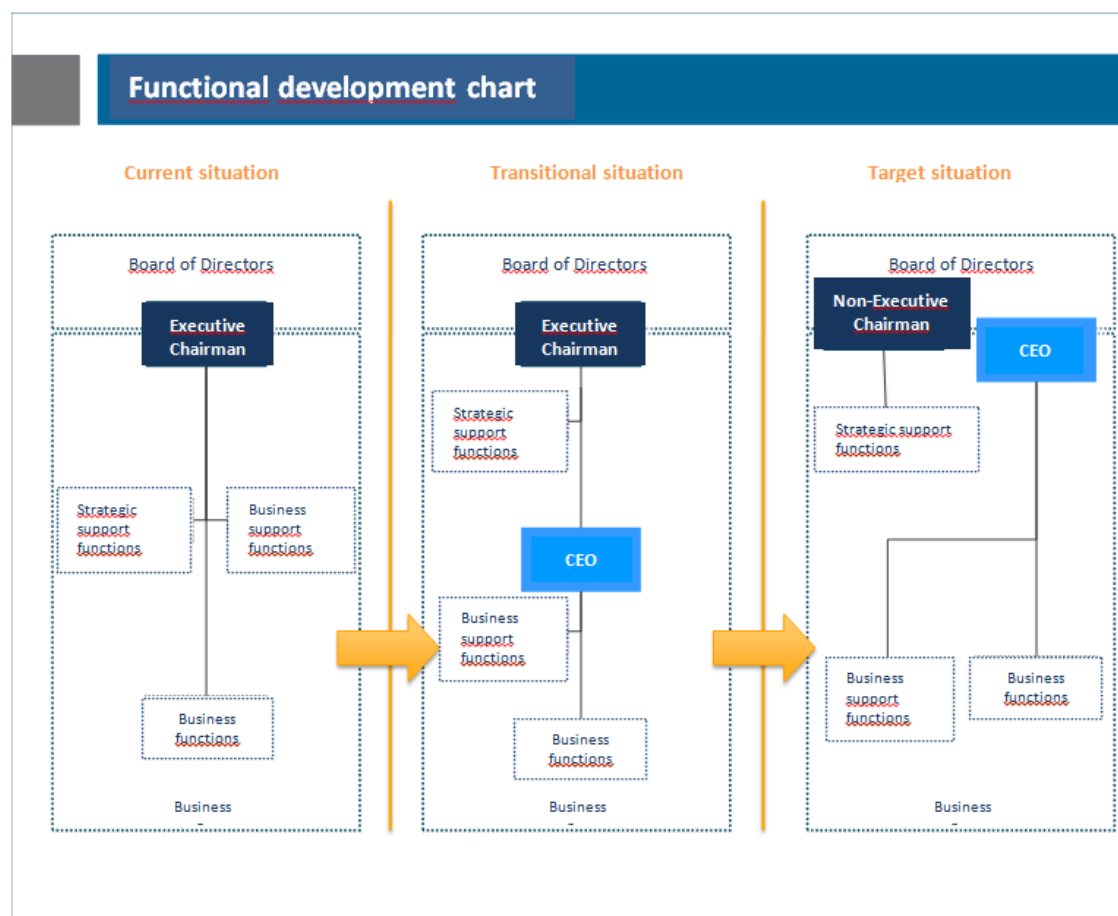 Functional development chart
Current situation
Board of Directors
Executive
Chairman
Strategic
support
functions
Business
support
functions
Business
functions
Business
Transitional situation
Board of Directors
Executive
Chairman
Strategic
support
functions
CEO
Business
support
functions
Business
functions
Business
Target situation
Board of Directors
Non-Executive
Chairman
CEO
Strategic support
functions
Business
support
functions
Business
functions
Business